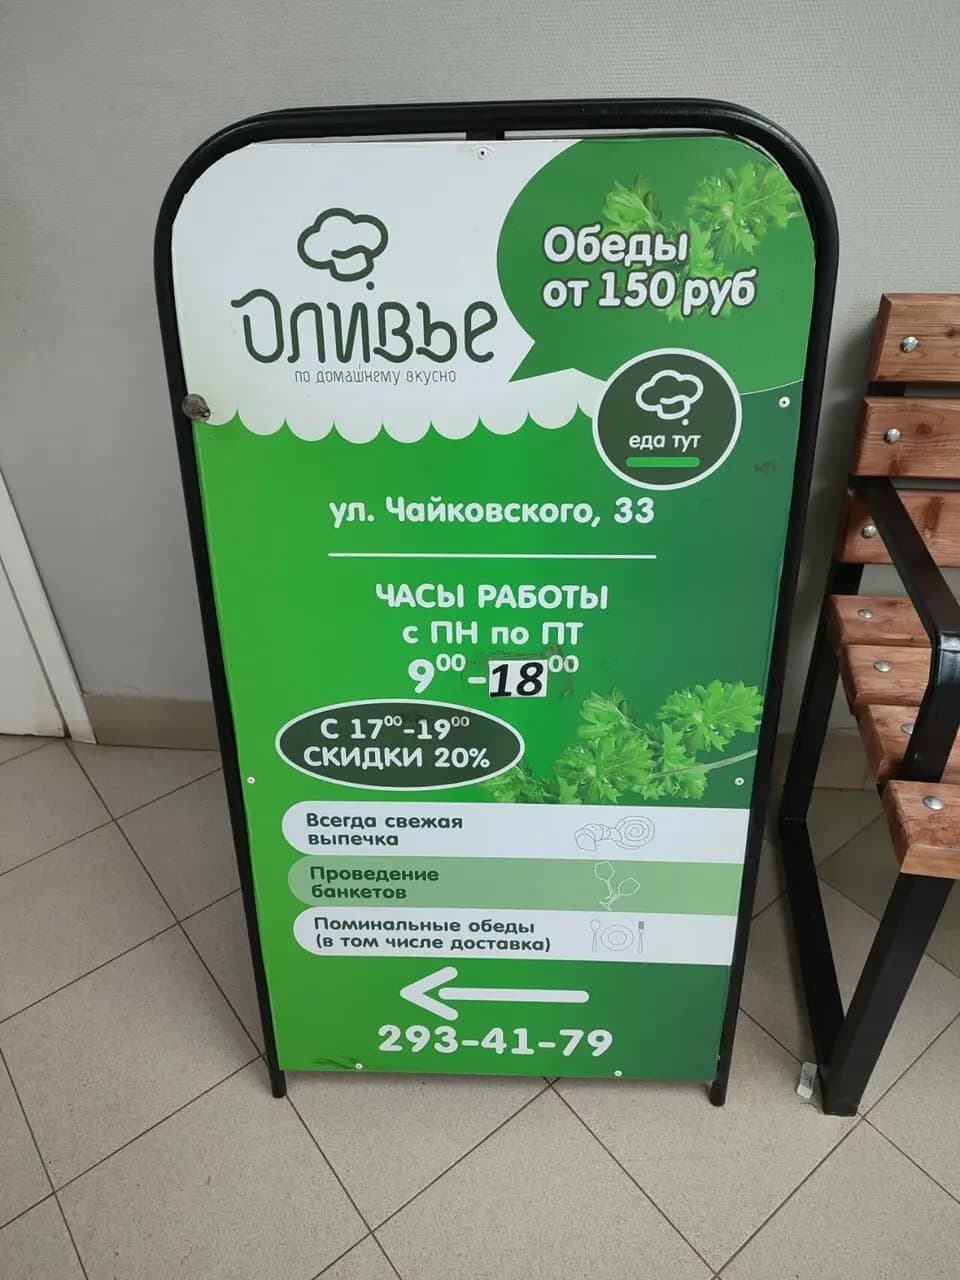 Оливье
по домашнему вкусно
Обеды
от 150 руб
еда тут
ул. Чайковского, 33
ЧАСЫ РАБОТЫ
с ПН по ПТ
9⁰⁰-18⁰⁰
С 17⁰⁰-19⁰⁰
СКИДКИ 20%
Всегда свежая
выпечка
Проведение
банкетов
Поминальные обеды
(в том числе доставка)
293-41-79